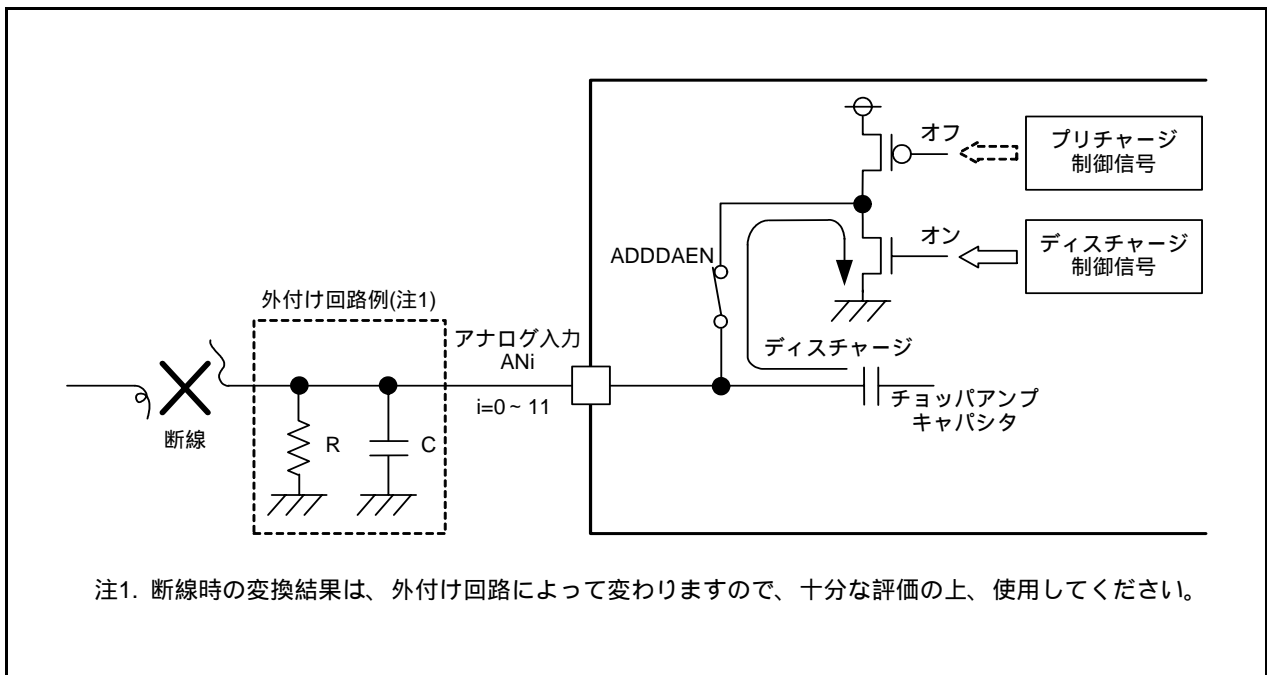 オフ
プリチャージ
制御信号
オン
ディスチャージ
制御信号
ADDDAEN
外付け回路例(注1)
アナログ入力
ANi
i=0~11
ディスチャージ
チョッパアンプ
キャパシタ
断線
R
C
注1. 断線時の変換結果は、外付け回路によって変わりますので、十分な評価の上、使用してください。